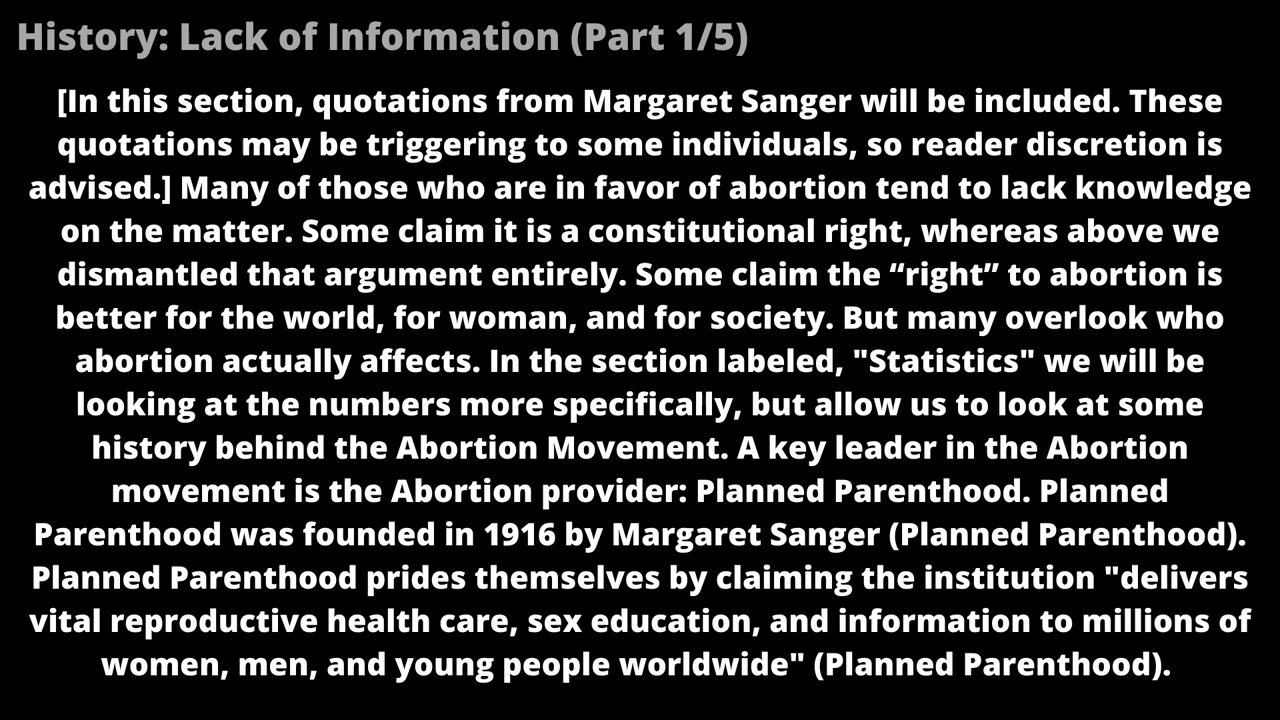 History: Lack of Information (Part 1/5)
[In this section, quotations from Margaret Sanger will be included. These
quotations may be triggering to some individuals, so reader discretion is
advised.] Many of those who are in favor of abortion tend to lack knowledge
on the matter. Some claim it is a constitutional right, whereas above we
dismantled that argument entirely. Some claim the “right” to abortion is
better for the world, for woman, and for society. But many overlook who
abortion actually affects. In the section labeled, "Statistics" we will be
looking at the numbers more specifically, but allow us to look at some
history behind the Abortion Movement. A key leader in the Abortion
movement is the Abortion provider: Planned Parenthood. Planned
Parenthood was founded in 1916 by Margaret Sanger (Planned Parenthood).
Planned Parenthood prides themselves by claiming the institution "delivers
vital reproductive health care, sex education, and information to millions of
women, men, and young people worldwide" (Planned Parenthood).